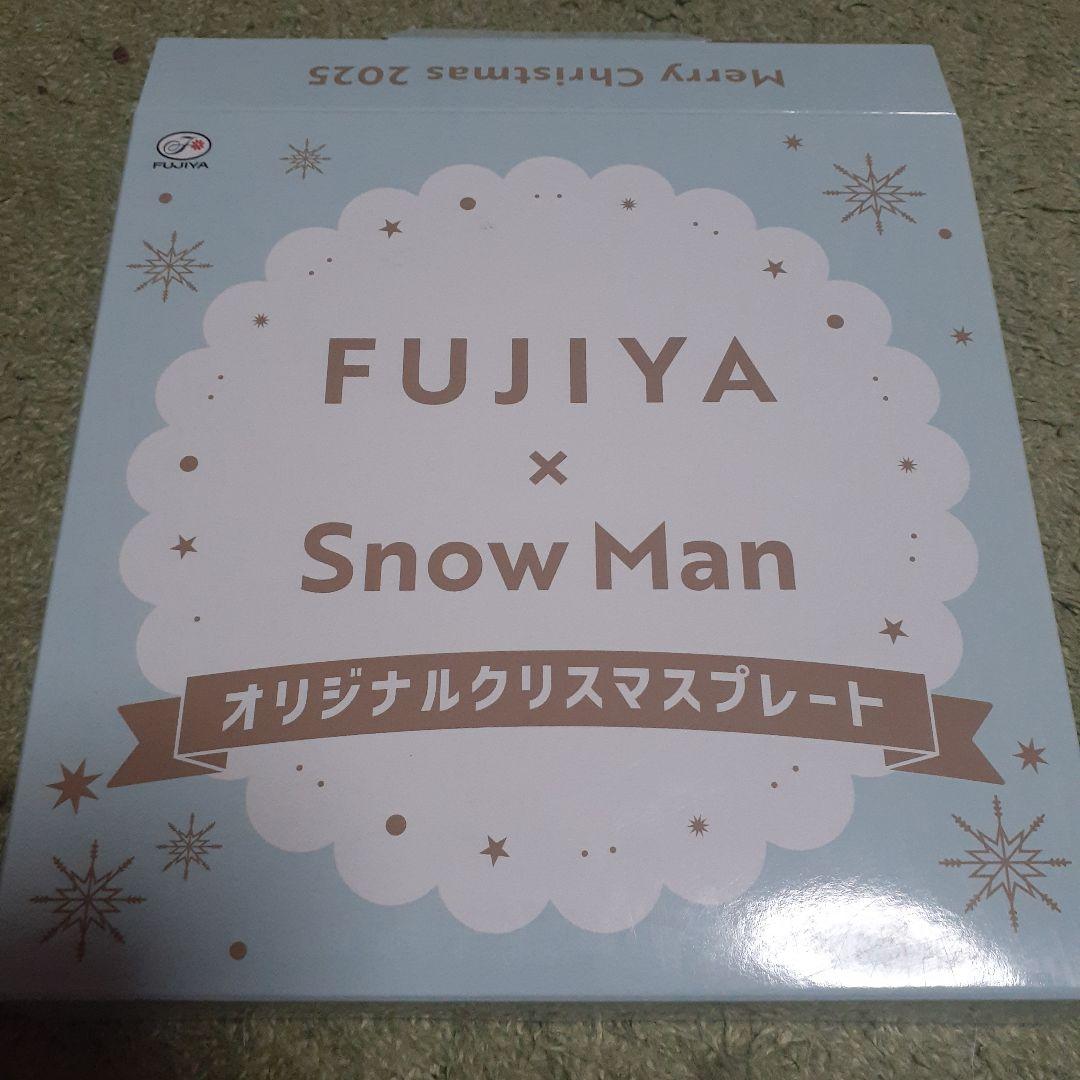 Merry Christmas 2025
FUJIYA
FUJIYA
×
Snow Man
オリジナルクリスマスプレート